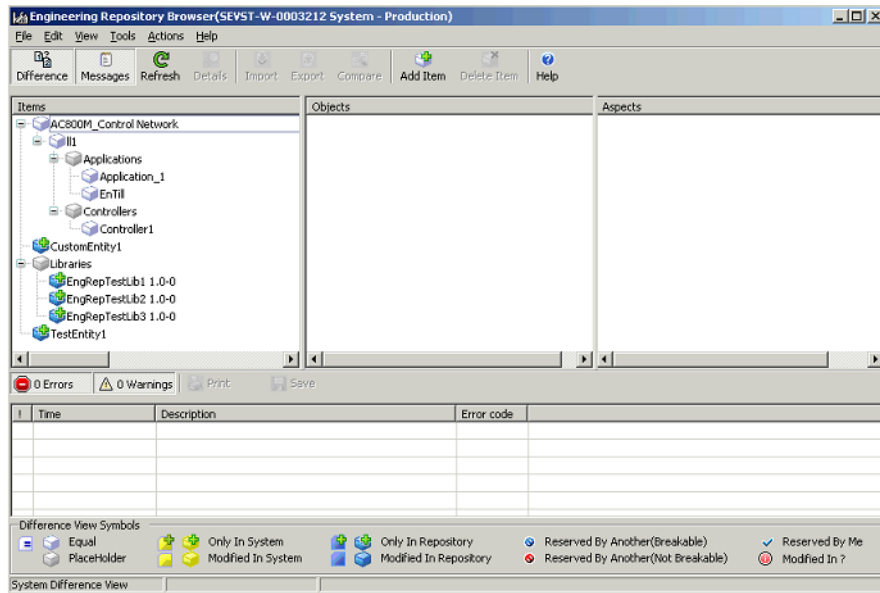 Engineering Repository Browser(SEVST-W-0003212 System - Production)
File Edit View Tools Actions Help
Difference Messages Refresh Details Import Export Compare Add Item Delete Item Help
Items Objects Aspects
AC800M_Control Network
ll1
Applications
Application_1
EnTill
Controllers
Controller1
CustomEntity1
Libraries
EngRepTestLib1 1.0-0
EngRepTestLib2 1.0-0
EngRepTestLib3 1.0-0
TestEntity1
0 Errors 0 Warnings Print Save
! Time Description Error code
Difference View Symbols
Equal Only In System Only In Repository Reserved By Another(Breakable) Reserved By Me
PlaceHolder Modified In System Modified In Repository Reserved By Another(Not Breakable) Modified In ?
System Difference View